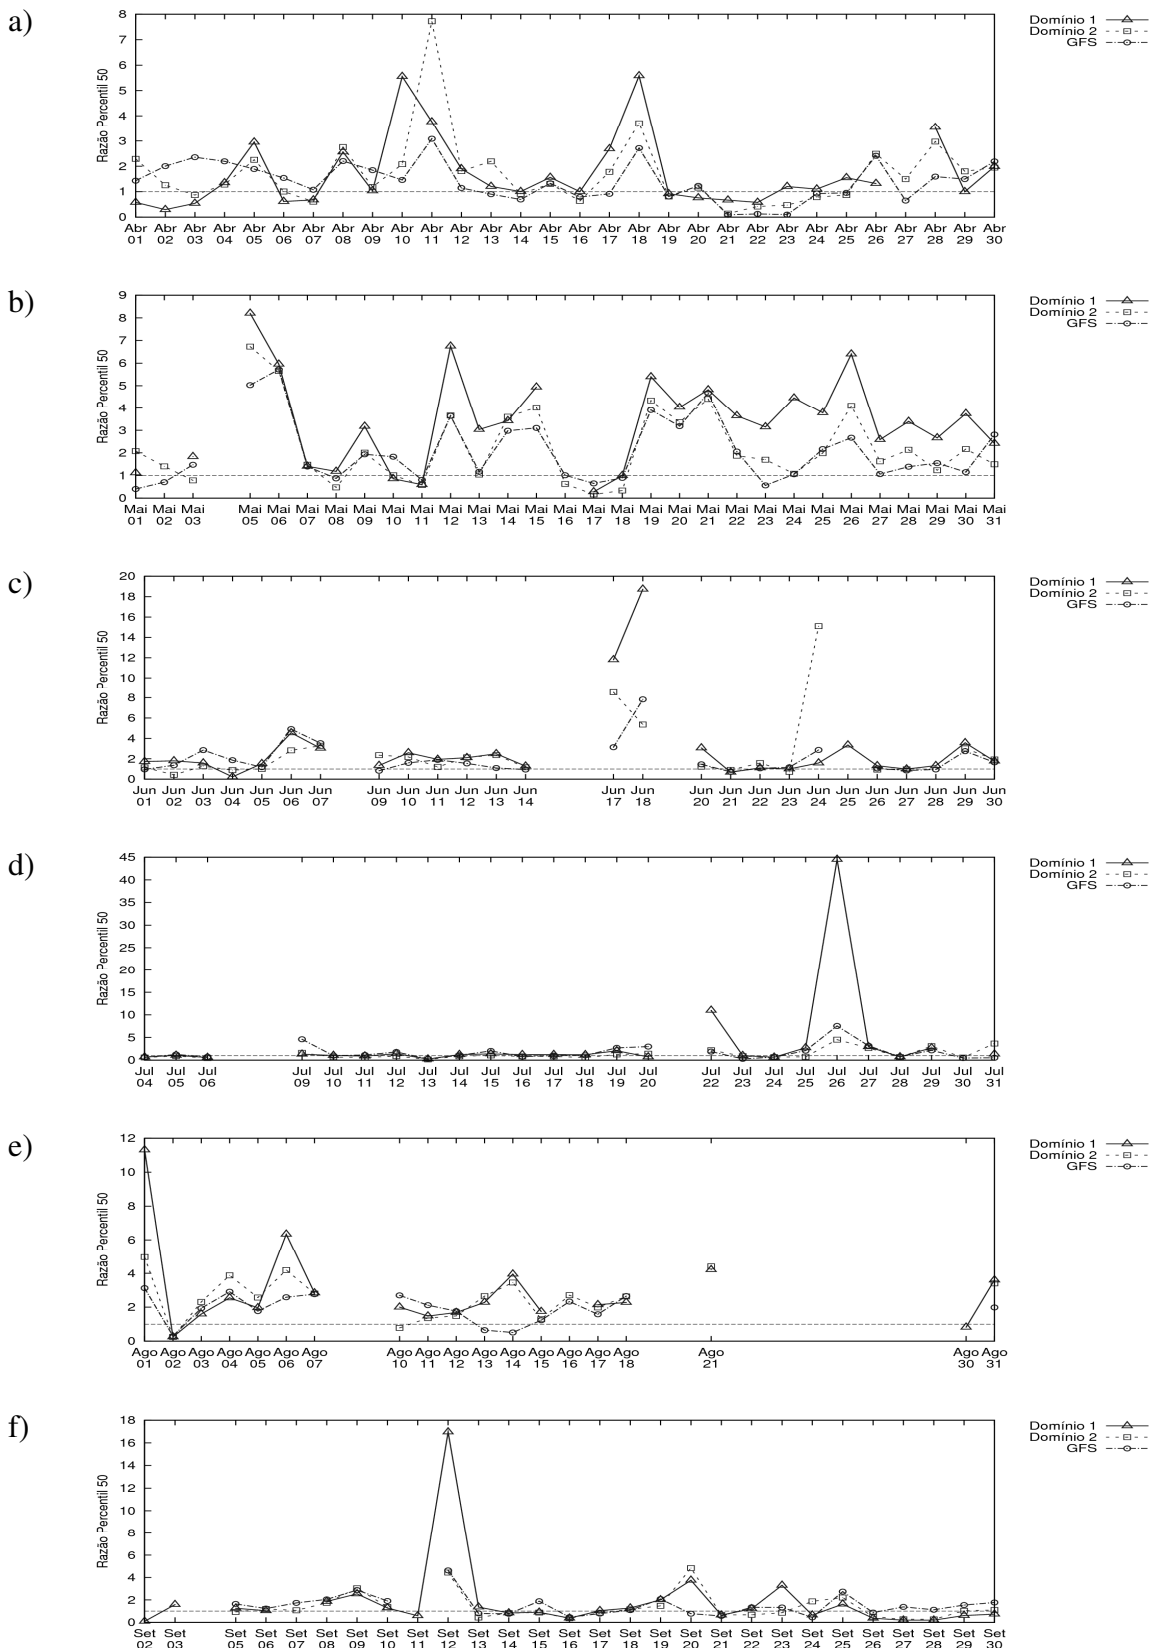 a)
Razão Percentil 50
8
7
6
5
4
3
2
1
0
Abr Abr Abr Abr Abr Abr Abr Abr Abr Abr Abr Abr Abr Abr Abr Abr Abr Abr Abr Abr Abr Abr Abr Abr Abr Abr Abr Abr Abr Abr
01 02 03 04 05 06 07 08 09 10 11 12 13 14 15 16 17 18 19 20 21 22 23 24 25 26 27 28 29 30
Domínio 1
Domínio 2
GFS
b)
Razão Percentil 50
9
8
7
6
5
4
3
2
1
0
Mai Mai Mai Mai Mai Mai Mai Mai Mai Mai Mai Mai Mai Mai Mai Mai Mai Mai Mai Mai Mai Mai Mai Mai Mai Mai Mai Mai Mai Mai
01 02 03 05 06 07 08 09 10 11 12 13 14 15 16 17 18 19 20 21 22 23 24 25 26 27 28 29 30 31
Domínio 1
Domínio 2
GFS
c)
Razão Percentil 50
20
18
16
14
12
10
8
6
4
2
0
Jun Jun Jun Jun Jun Jun Jun Jun Jun Jun Jun Jun Jun Jun Jun Jun Jun Jun Jun Jun Jun Jun Jun Jun Jun Jun
01 02 03 04 05 06 07 09 10 11 12 13 14 17 18 20 21 22 23 24 25 26 27 28 29 30
Domínio 1
Domínio 2
GFS
d)
Razão Percentil 50
45
40
35
30
25
20
15
10
5
0
Jul Jul Jul Jul Jul Jul Jul Jul Jul Jul Jul Jul Jul Jul Jul Jul Jul Jul Jul Jul Jul Jul Jul Jul Jul
04 05 06 09 10 11 12 13 14 15 16 17 18 19 20 22 23 24 25 26 27 28 29 30 31
Domínio 1
Domínio 2
GFS
e)
Razão Percentil 50
12
10
8
6
4
2
0
Ago Ago Ago Ago Ago Ago Ago Ago Ago Ago Ago Ago Ago Ago Ago Ago Ago Ago Ago
01 02 03 04 05 06 07 10 11 12 13 14 15 16 17 18 21 30 31
Domínio 1
Domínio 2
GFS
f)
Razão Percentil 50
18
16
14
12
10
8
6
4
2
0
Set Set Set Set Set Set Set Set Set Set Set Set Set Set Set Set Set Set Set Set Set Set Set Set Set Set Set Set
02 03 05 06 07 08 09 10 11 12 13 14 15 16 17 18 19 20 21 22 23 24 25 26 27 28 29 30
Domínio 1
Domínio 2
GFS